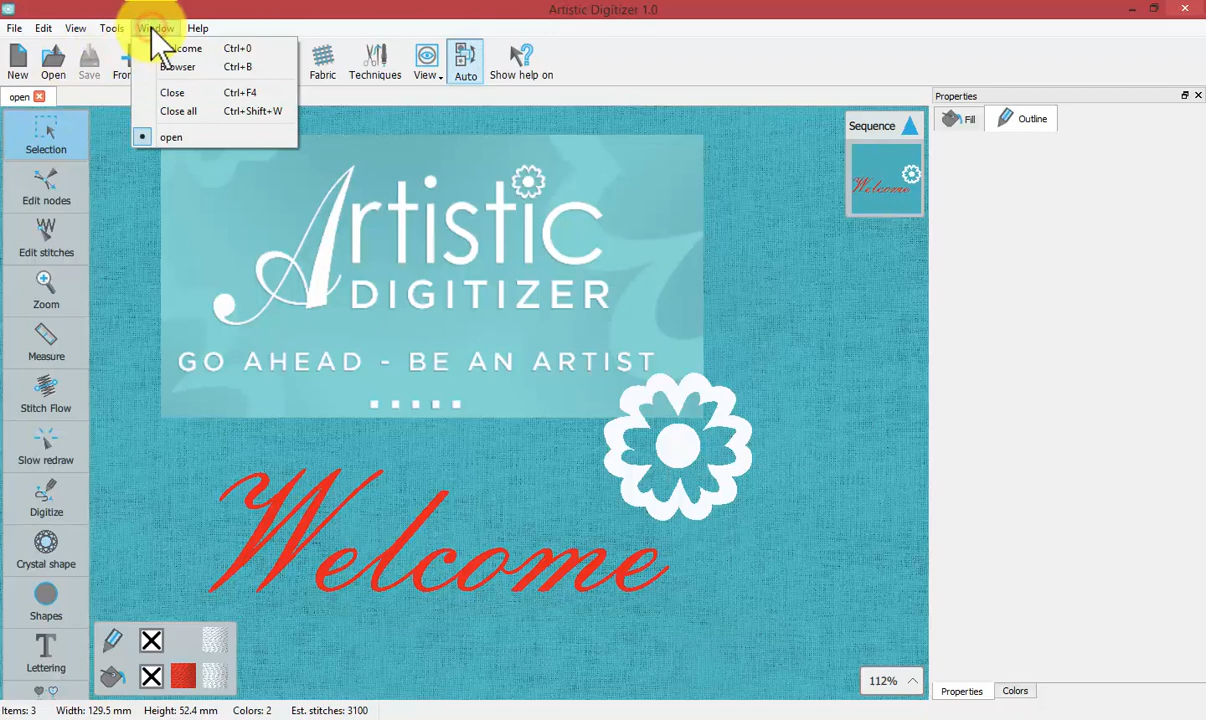 Artistic Digitizer 1.0
File Edit View Tools Window Help
New Open Save Fabric Techniques View Auto Show help on
Ctrl+0
Browser Ctrl+B
Close Ctrl+F4
Close all Ctrl+Shift+W
open
open
Selection
Edit nodes
Edit stitches
Zoom
Measure
Stitch Flow
Slow redraw
Digitize
Crystal shape
Shapes
Lettering
Artistic
DIGITIZER
GO AHEAD - BE AN ARTIST
Welcome
Sequence
Welcome
112%
Properties
Fill Outline
Properties Colors
Items: 3 Width: 129.5 mm Height: 52.4 mm Colors: 2 Est. stitches: 3100